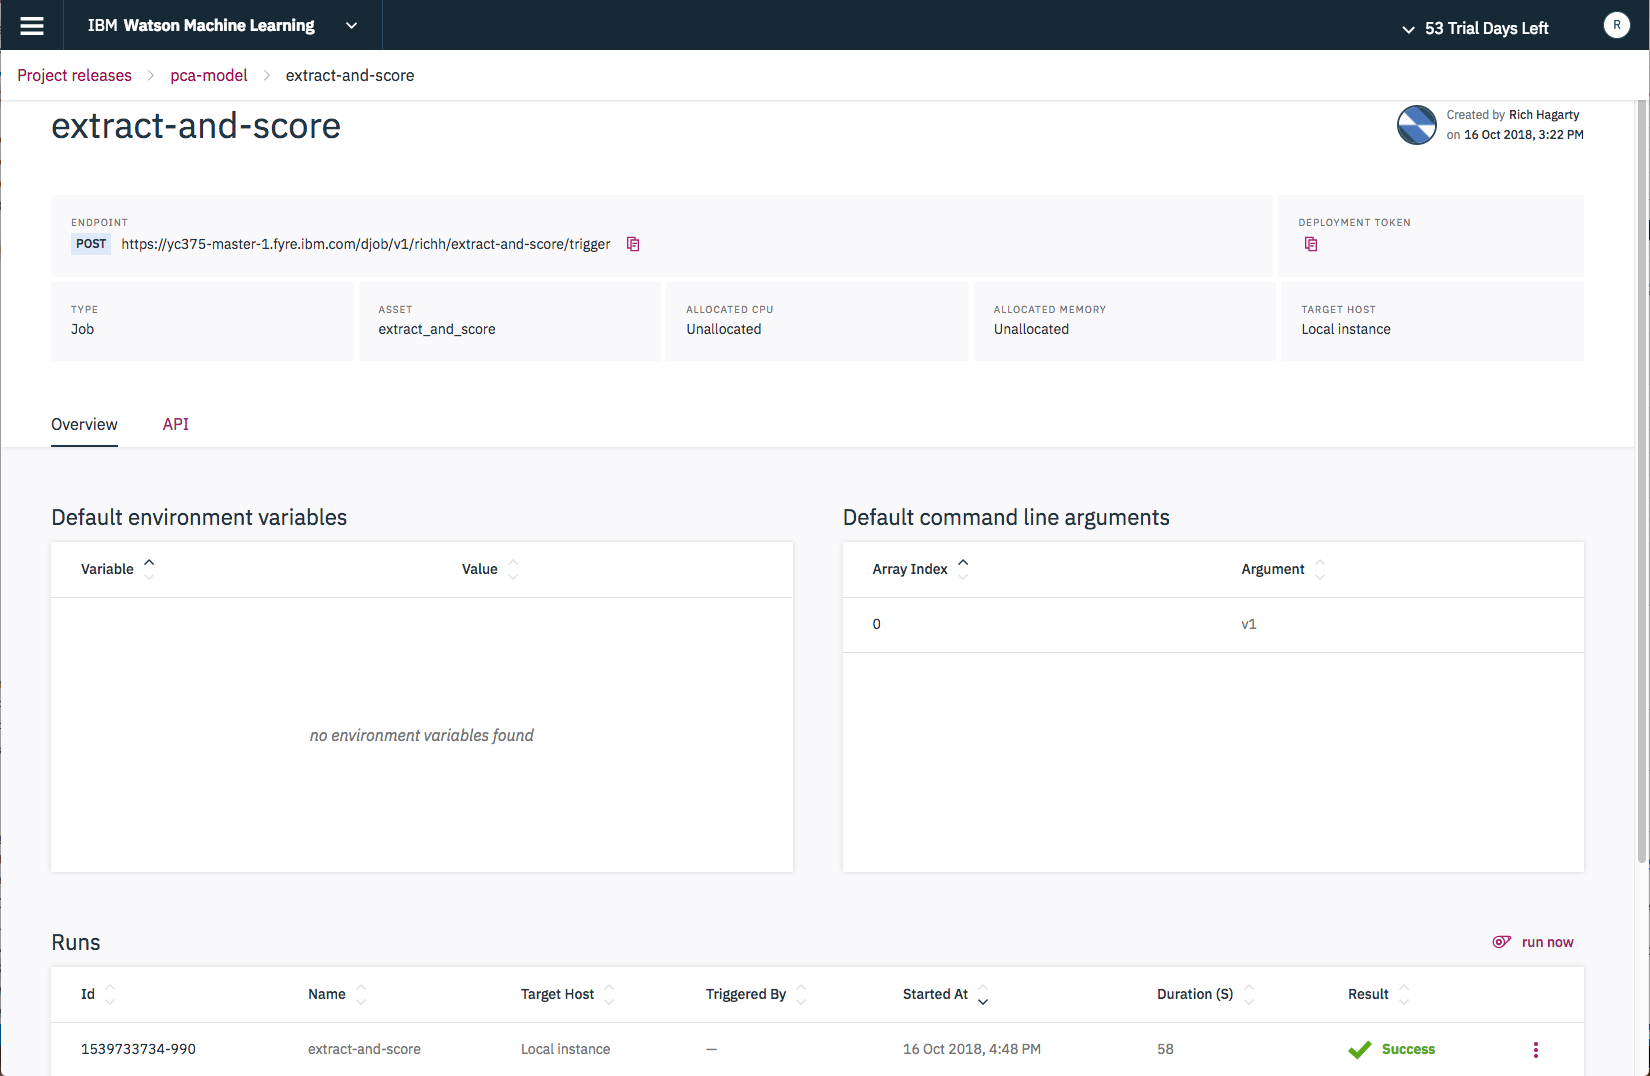 IBM Watson Machine Learning
53 Trial Days Left
R
Project releases > pca-model > extract-and-score
extract-and-score
Created by Rich Hagarty
on 16 Oct 2018, 3:22 PM
ENDPOINT
POST https://yc375-master-1.fyre.ibm.com/djob/v1/richh/extract-and-score/trigger
DEPLOYMENT TOKEN
TYPE
Job
ASSET
extract_and_score
ALLOCATED CPU
Unallocated
ALLOCATED MEMORY
Unallocated
TARGET HOST
Local instance
Overview API
Default environment variables
Variable Value
no environment variables found
Default command line arguments
Array Index Argument
0 v1
Runs
run now
Id Name Target Host Triggered By Started At Duration (S) Result
1539733734-990 extract-and-score Local instance — 16 Oct 2018, 4:48 PM 58 Success